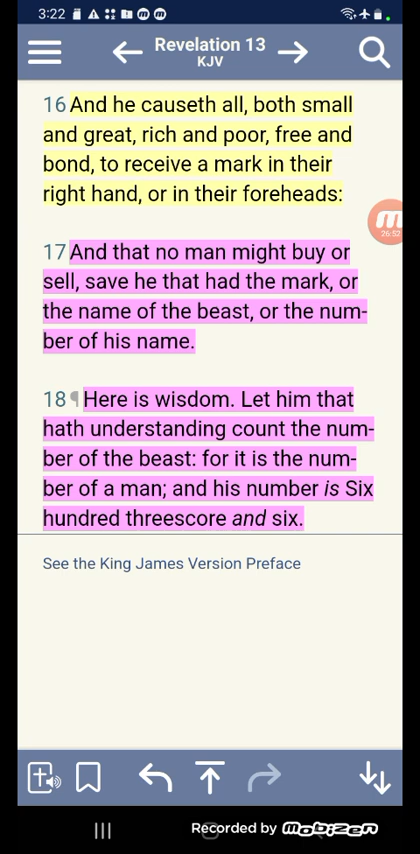 3:22
Revelation 13
KJV
16 And he causeth all, both small
and great, rich and poor, free and
bond, to receive a mark in their
right hand, or in their foreheads:
26:52
17 And that no man might buy or
sell, save he that had the mark, or
the name of the beast, or the num-
ber of his name.
18 ¶ Here is wisdom. Let him that
hath understanding count the num-
ber of the beast: for it is the num-
ber of a man; and his number is Six
hundred threescore and six.
See the King James Version Preface
Recorded by Mobizen